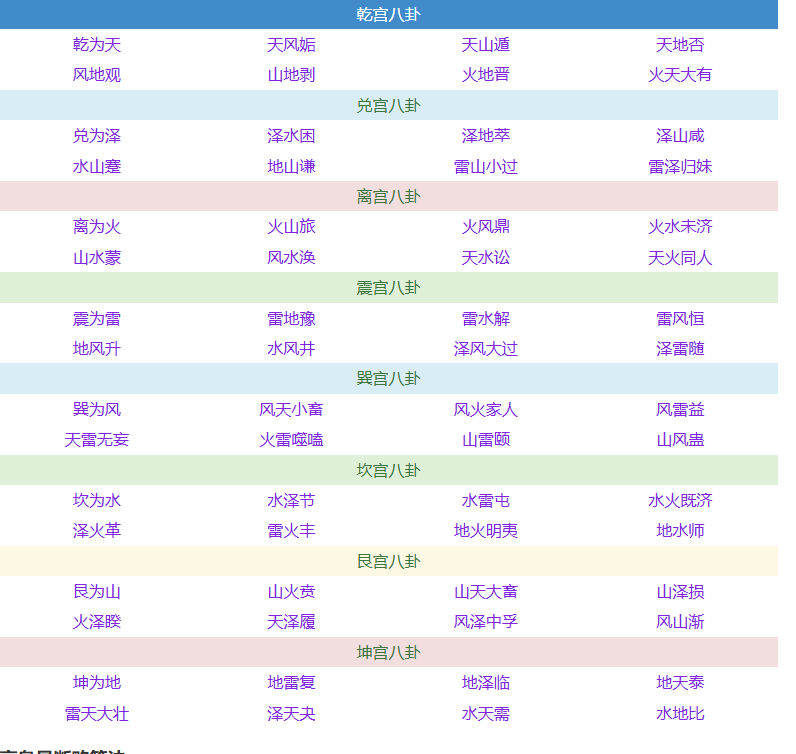 乾宫八卦
乾为天 天风姤 天山遁 天地否
风地观 山地剥 火地晋 火天大有
兑宫八卦
兑为泽 泽水困 泽地萃 泽山咸
水山蹇 地山谦 雷山小过 雷泽归妹
离宫八卦
离为火 火山旅 火风鼎 火水未济
山水蒙 风水涣 天水讼 天火同人
震宫八卦
震为雷 雷地豫 雷水解 雷风恒
地风升 水风井 泽风大过 泽雷随
巽宫八卦
巽为风 风天小畜 风火家人 风雷益
天雷无妄 火雷噬嗑 山雷颐 山风蛊
坎宫八卦
坎为水 水泽节 水雷屯 水火既济
泽火革 雷火丰 地火明夷 地水师
艮宫八卦
艮为山 山火贲 山天大畜 山泽损
火泽睽 天泽履 风泽中孚 风山渐
坤宫八卦
坤为地 地雷复 地泽临 地天泰
雷天大壮 泽天夬 水天需 水地比